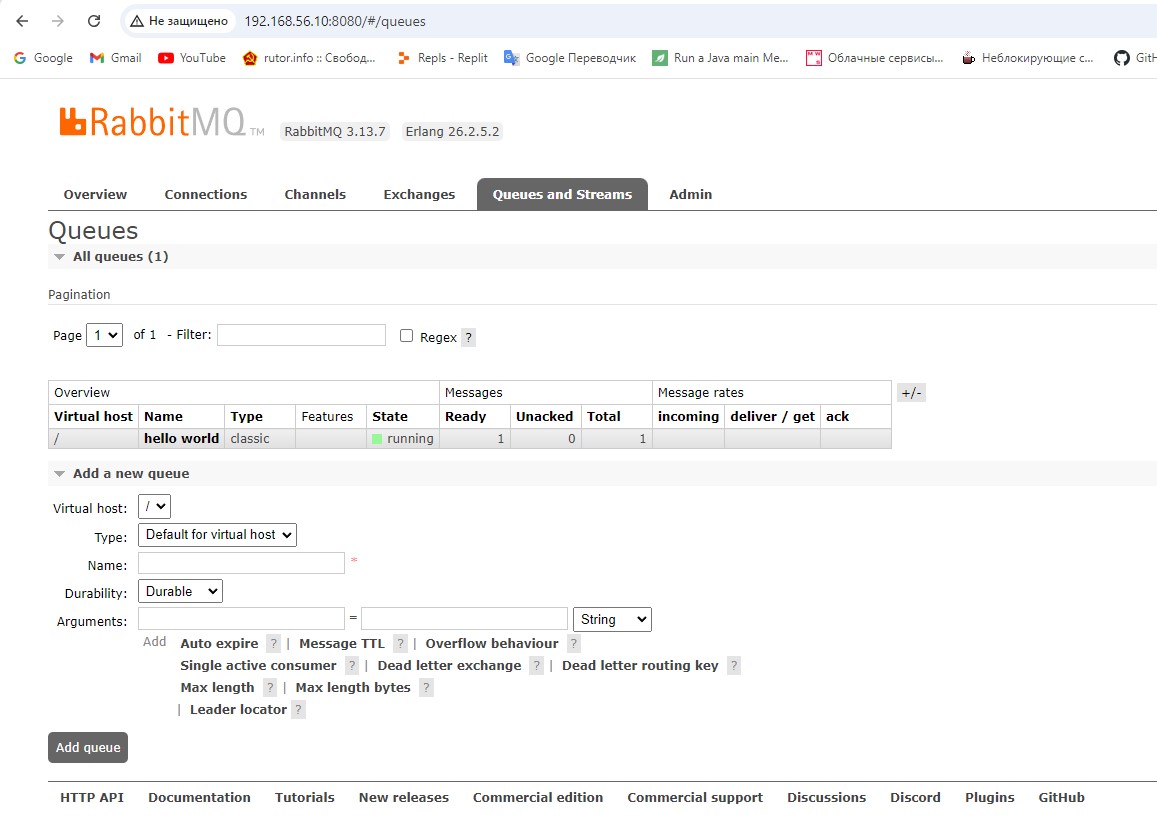 Не защищено 192.168.56.10:8080/#/queues
Google Gmail YouTube rutor.info :: Свобод... Repls - Replit Google Переводчик Run a Java main Me... Облачные сервисы... Неблокирующие с... GitH
RabbitMQ TM RabbitMQ 3.13.7 Erlang 26.2.5.2
Overview Connections Channels Exchanges Queues and Streams Admin
Queues
All queues (1)
Pagination
Page 1 of 1 - Filter: Regex ?
Overview Messages Message rates +/-
Virtual host Name Type Features State Ready Unacked Total incoming deliver / get ack
/ hello world classic running 1 0 1
Add a new queue
Virtual host: /
Type: Default for virtual host
Name: *
Durability: Durable
Arguments: = String
Add Auto expire ? | Message TTL ? | Overflow behaviour ?
Single active consumer ? | Dead letter exchange ? | Dead letter routing key ?
Max length ? | Max length bytes ?
| Leader locator ?
Add queue
HTTP API Documentation Tutorials New releases Commercial edition Commercial support Discussions Discord Plugins GitHub